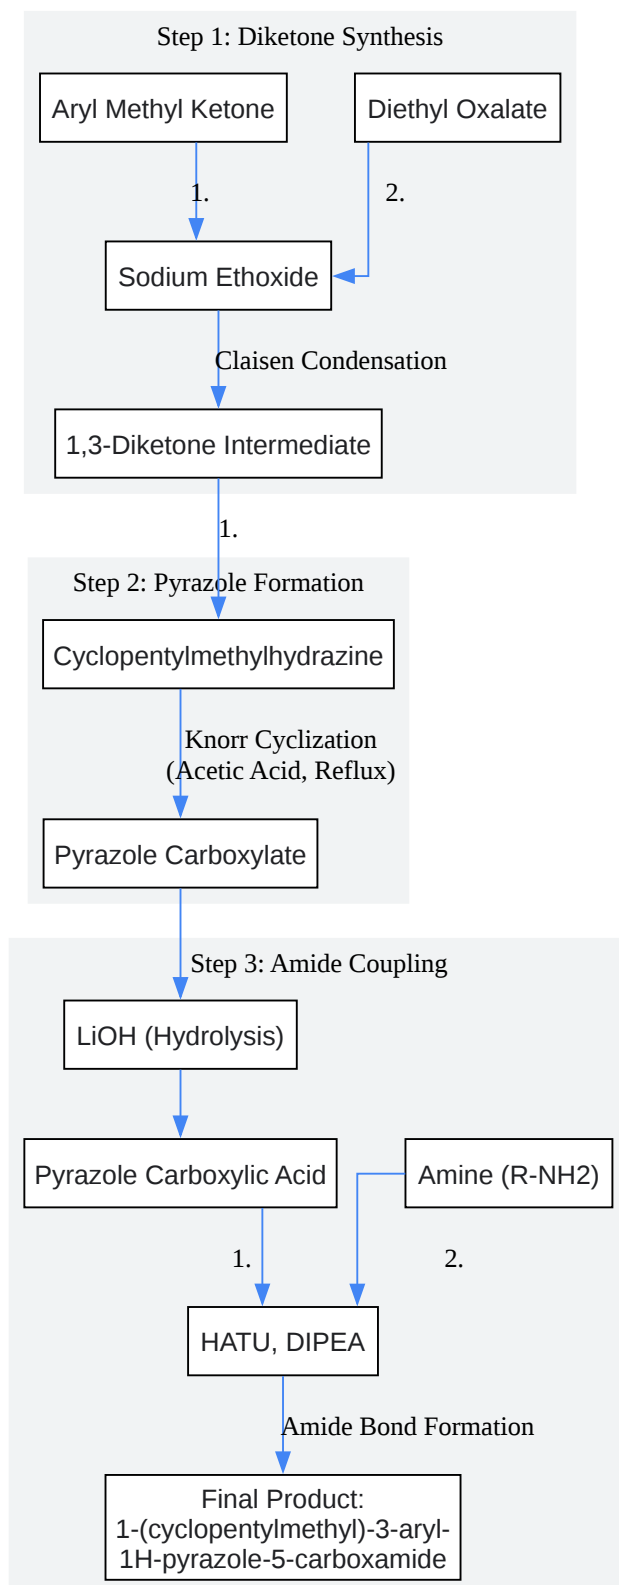 Step 1: Diketone Synthesis
Aryl Methyl Ketone
Diethyl Oxalate
1.
2.
Sodium Ethoxide
Claisen Condensation
1,3-Diketone Intermediate
1.
Step 2: Pyrazole Formation
Cyclopentylmethylhydrazine
Knorr Cyclization
(Acetic Acid, Reflux)
Pyrazole Carboxylate
Step 3: Amide Coupling
LiOH (Hydrolysis)
Pyrazole Carboxylic Acid
Amine (R-NH2)
1.
2.
HATU, DIPEA
Amide Bond Formation
Final Product:
1-(cyclopentylmethyl)-3-aryl-
1H-pyrazole-5-carboxamide